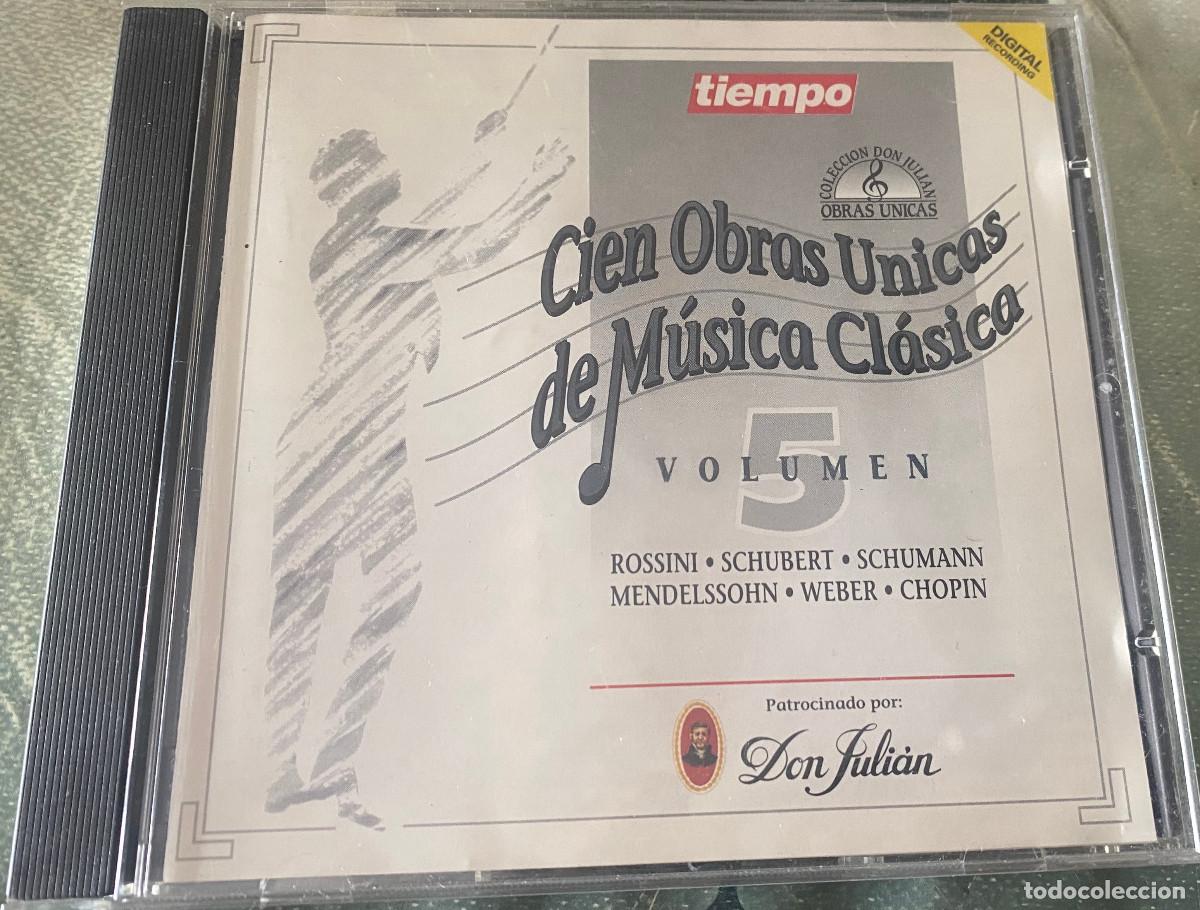 DIGITAL
RECORDING
tiempo
COLECCION DON JULIAN
OBRAS UNICAS
Cien Obras Unicas
de Música Clásica
5
VOLUMEN
ROSSINI • SCHUBERT • SCHUMANN
MENDELSSOHN • WEBER • CHOPIN
Patrocinado por:
Don Julián
todocoleccion